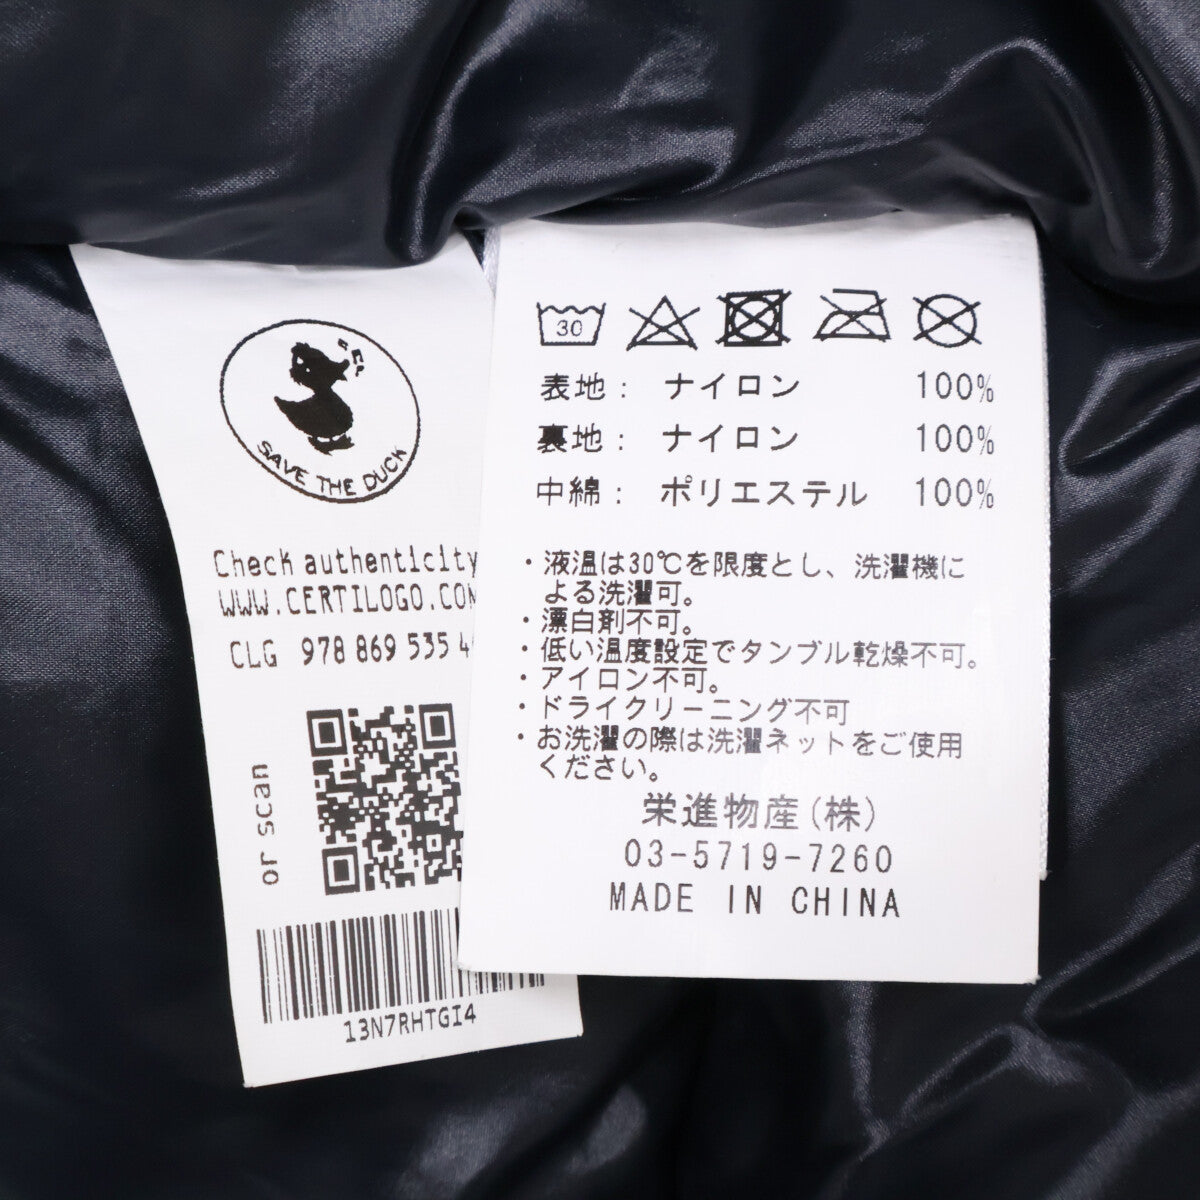 SAVE THE DUCK
Check authenticity
WWW.CERTILOGO.COM
CLG 978 869 535
or scan
13N7RHTGI4
30
表地: ナイロン 100%
裏地: ナイロン 100%
中綿: ポリエステル 100%
・液温は30℃を限度とし、洗濯機に
よる洗濯可。
・漂白剤不可。
・低い温度設定でタンブル乾燥不可。
・アイロン不可。
・ドライクリーニング不可
・お洗濯の際は洗濯ネットをご使用
ください。
栄進物産(株)
03-5719-7260
MADE IN CHINA